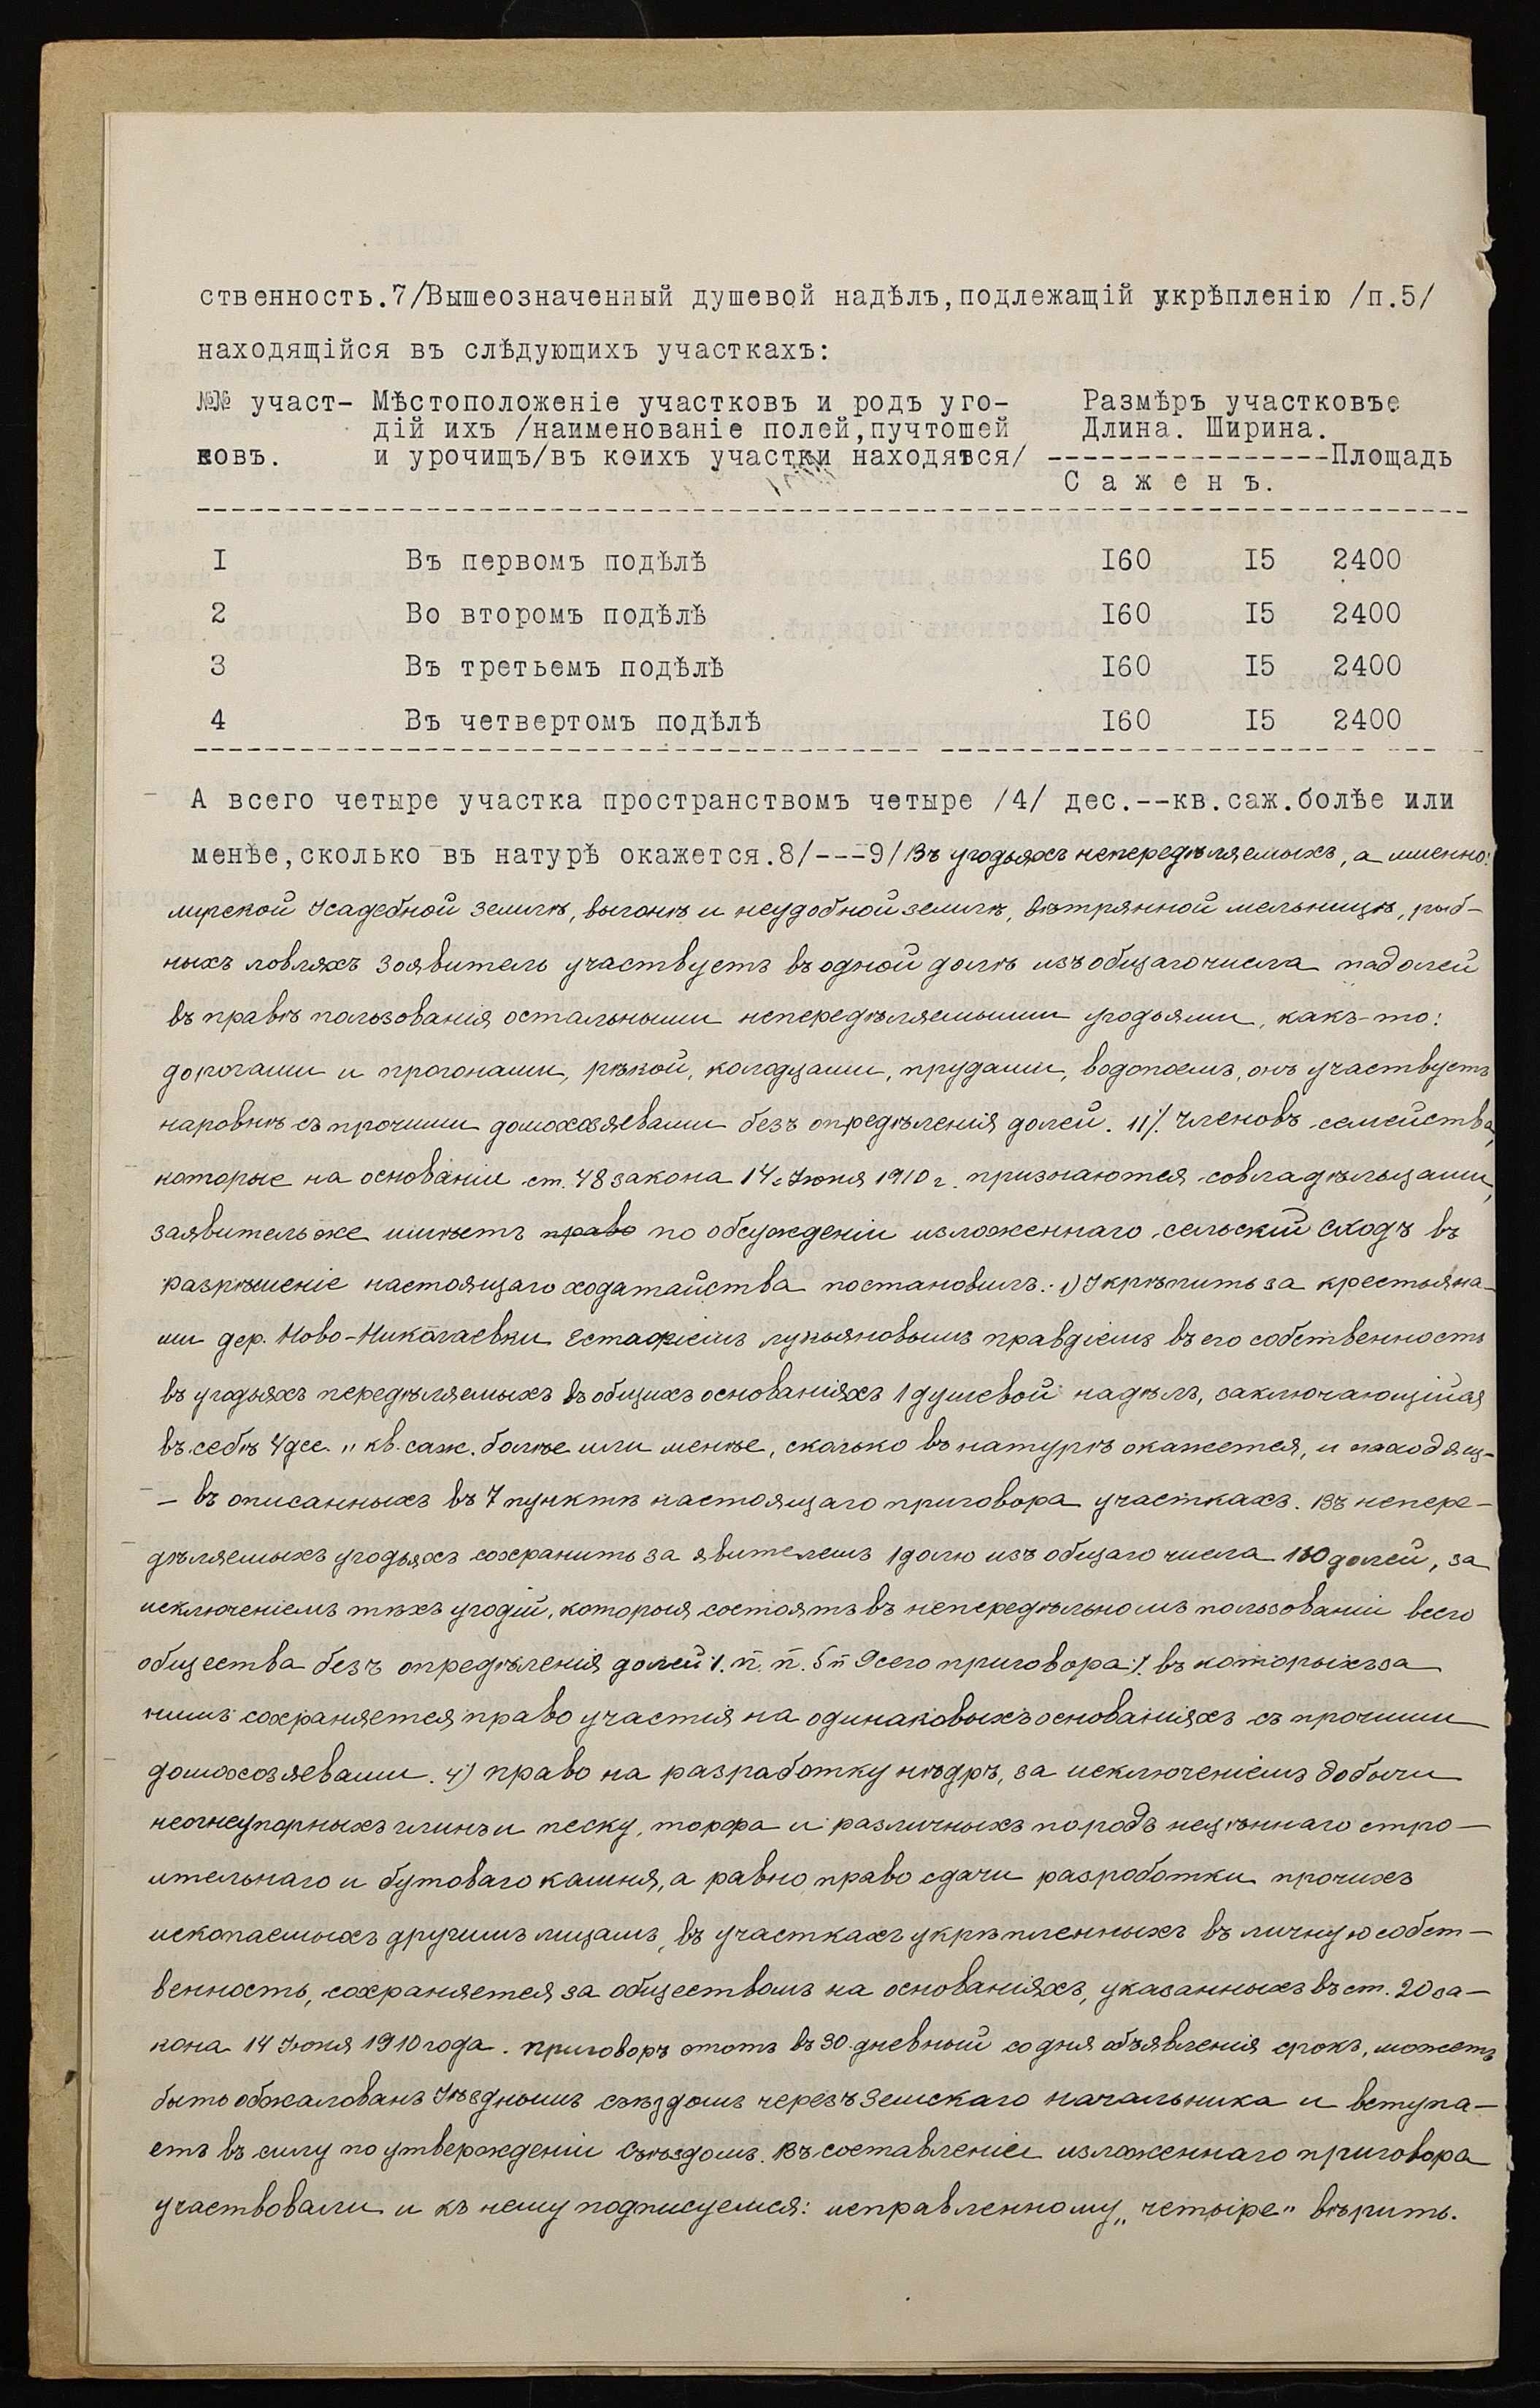 ственность.7/Вышеозначенный душевой надѣлъ,подлежащій укрѣпленію /п.5/
находящійся въ слѣдующихъ участкахъ:
№№ участ- Мѣстоположеніе участковъ и родъ уго- Размѣръ участковъе
дій ихъ /наименованіе полей,пучтошей Длина. Ширина.
ковъ. и урочищъ/въ коихъ участки находятся/ ---------------Площадь
С а ж е н ъ.
I Въ первомъ подѣлѣ I60 I5 2400
2 Во второмъ подѣлѣ I60 I5 2400
3 Въ третьемъ подѣлѣ I60 I5 2400
4 Въ четвертомъ подѣлѣ I60 I5 2400
А всего четыре участка пространствомъ четыре /4/ дес.--кв.саж.болѣе или
менѣе,сколько въ натурѣ окажется.8/---9/Въ угодьяхъ непередѣляемыхъ, а именно:
мирской Усадебной землѣ, выгонѣ и неудобной землѣ, вѣтрянной мельницѣ, рыб-
ныхъ ловляхъ Зоявитель участвуетъ въ одной долѣ изъ общаго числа падолей
въ правѣ пользованія остальными непередѣляемыми угодьями, какъ-то:
дорогами и прогонами, рѣкой, колодцами, прудами, водопоемъ, онъ участвуетъ
наровнѣ съ прочими домохозяевами безъ опредѣленія долей. 11/. Членовъ семейства,
которые на основаніи ст. 48 закона 14 Іюня 1910 г. признаются совладѣльцами,
заявитель же имѣетъ право по обсужденіи изложеннаго сельскій сходъ въ
разрѣшеніе настоящаго ходатайства постановилъ: 1) Укрѣпить за крестьяна-
ми дер. Ново-Николаевки Естафіемъ лукьяновымъ правдіемъ въ его собственность
въ угодьяхъ передѣляемыхъ въ общихъ основаніяхъ 1 душевой надѣлъ, заключающійся
въ себѣ 4 дес. „ кв. саж. болѣе или менѣе, сколько въ натурѣ окажется, и находящ-
- въ описанныхъ въ 7 пунктѣ настоящаго приговора участкахъ. Въ непере-
дѣляемыхъ угодьяхъ сохранить за явителемъ 1 долю изъ общаго числа долей, за
исключеніемъ тѣхъ угодій, которыя состоятъ въ непередѣльномъ пользованіи всего
общества безъ опредѣленія долей /. п. п. 5 п 9 сего приговора / въ которыхъ за
нимъ сохраняется право участія на одинаковыхъ основаніяхъ съ прочими
домохозяевами. 4) право на разработку нѣдръ, за исключеніемъ добычи
неогнеупорныхъ глинъ и песку, торфа и различныхъ породъ нецѣннаго стро-
ительнаго и бутоваго камня, а равно право сдачи разроботки прочихъ
ископаемыхъ другимъ лицамъ, въ участкахъ укрѣпленныхъ въ личную собст-
венность, сохраняется за обществомъ на основаніяхъ, указанныхъ въ ст. 20 за-
кона 14 Іюня 1910 года. Приговоръ этотъ въ 30 дневный со дня объявленія срокъ, можетъ
быть обжалованъ Уѣзднымъ съѣздомъ черезъ Земскаго начальника и вступа-
етъ въ силу по утвержденіи Съѣздомъ. Въ составленіи изложеннаго приговора
участвовали и къ нему подписуемся: исправленному „четыре" вѣрить.